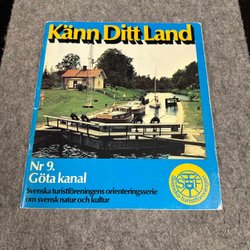 Känn Ditt Land
Nr 9.
Göta kanal
Svenska turistföreningens orienteringsserie
om svensk natur och kultur